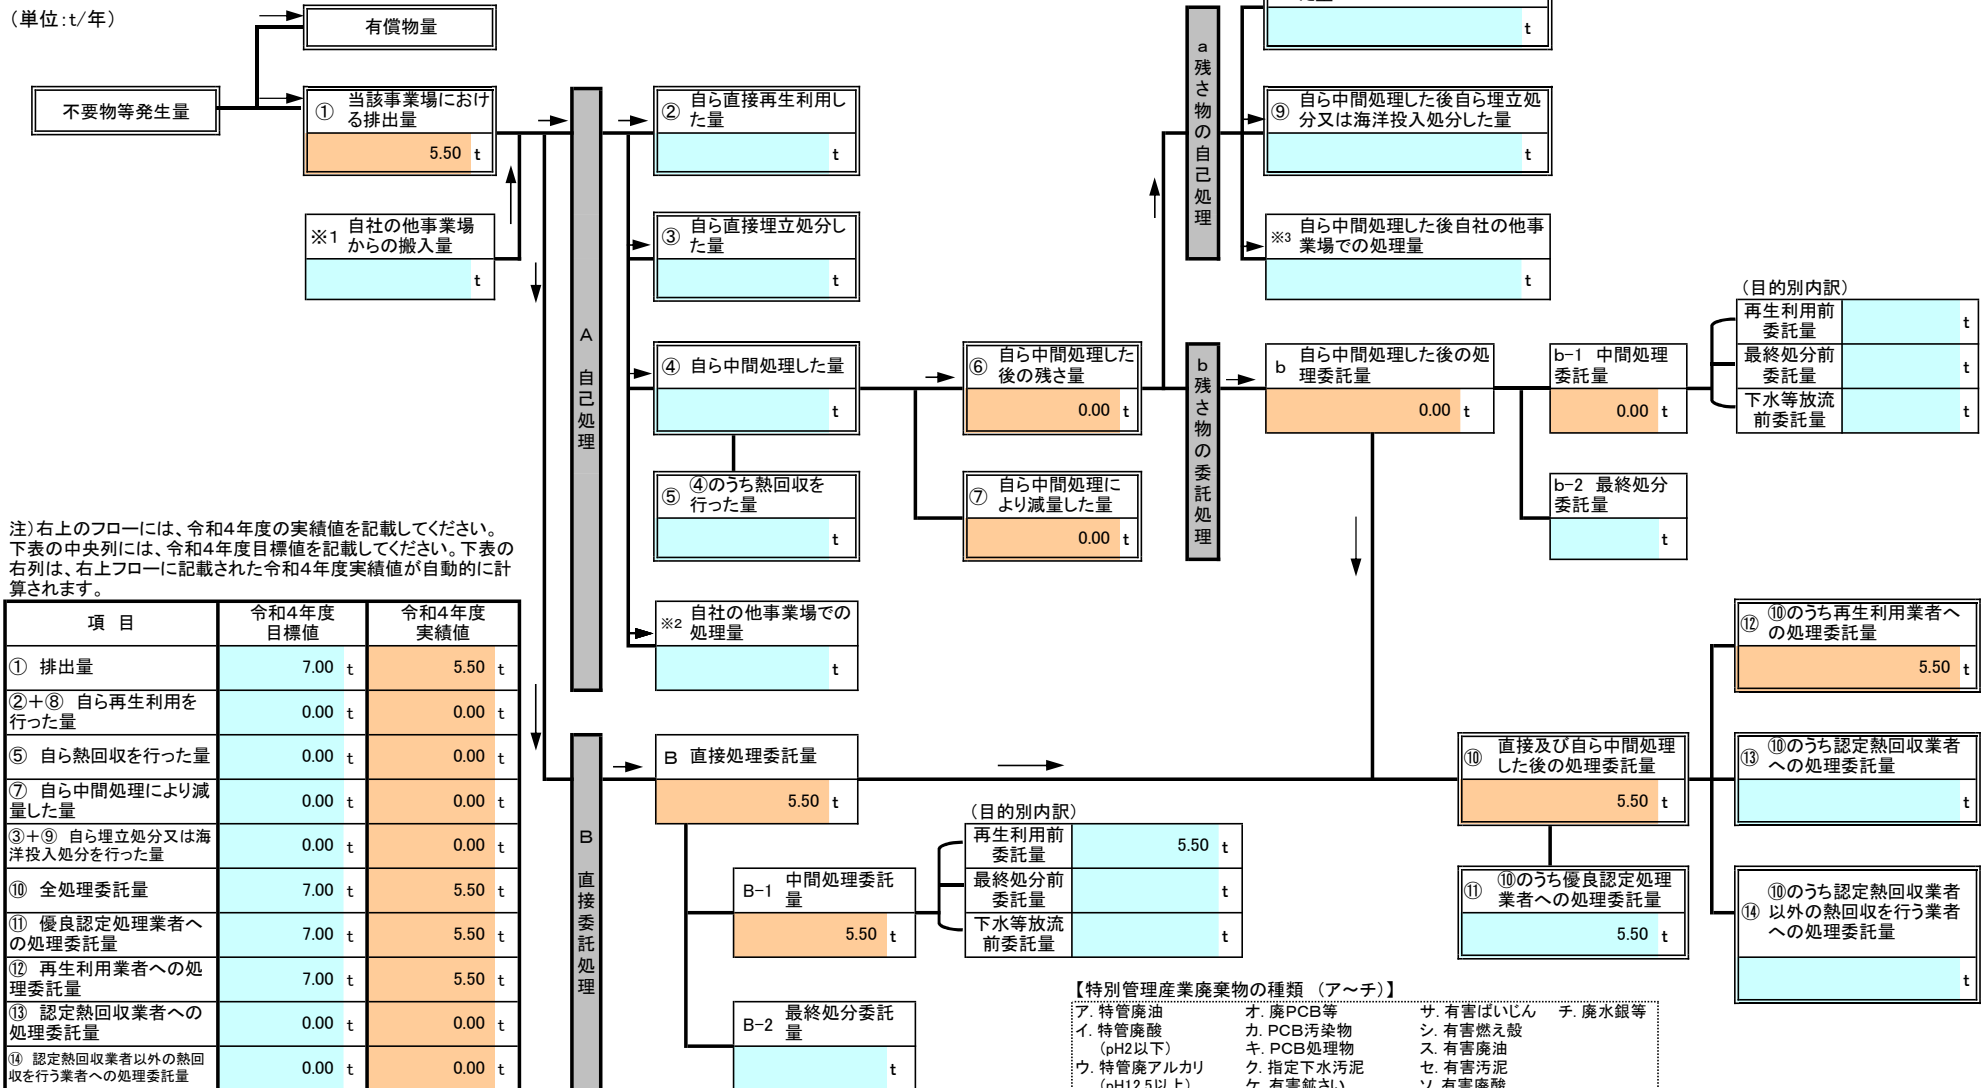 （単位：t/年）
有償物量
不要物等発生量
① 当該事業場におけ
る排出量
5.50 t
※1 自社の他事業場
からの搬入量
t
A 自己処理
② 自ら直接再生利用し
た量
t
③ 自ら直接埋立処分し
た量
t
④ 自ら中間処理した量
t
⑤ ④のうち熱回収を
行った量
t
※2 自社の他事業場での
処理量
t
⑥ 自ら中間処理した
後の残さ量
0.00 t
⑦ 自ら中間処理に
より減量した量
0.00 t
a 残さ物の自己処理
t
⑨ 自ら中間処理した後自ら埋立処
分又は海洋投入処分した量
t
※3 自ら中間処理した後自社の他事
業場での処理量
t
b 残さ物の委託処理
b 自ら中間処理した後の処
理委託量
0.00 t
b-1 中間処理
委託量
0.00 t
b-2 最終処分
委託量
t
（目的別内訳）
再生利用前
委託量
t
最終処分前
委託量
t
下水等放流
前委託量
t
注）右上のフローには、令和４年度の実績値を記載してください。
下表の中央列には、令和４年度目標値を記載してください。下表の
右列は、右上フローに記載された令和４年度実績値が自動的に計
算されます。
項 目
令和４年度
目標値
令和４年度
実績値
① 排出量
7.00 t 5.50 t
②＋⑧ 自ら再生利用を
行った量
0.00 t 0.00 t
⑤ 自ら熱回収を行った量
0.00 t 0.00 t
⑦ 自ら中間処理により減
量した量
0.00 t 0.00 t
③＋⑨ 自ら埋立処分又は海
洋投入処分を行った量
0.00 t 0.00 t
⑩ 全処理委託量
7.00 t 5.50 t
⑪ 優良認定処理業者へ
の処理委託量
7.00 t 5.50 t
⑫ 再生利用業者への処
理委託量
7.00 t 5.50 t
⑬ 認定熱回収業者への
処理委託量
0.00 t 0.00 t
⑭ 認定熱回収業者以外の熱回
収を行う業者への処理委託量
0.00 t 0.00 t
B 直接委託処理
B 直接処理委託量
5.50 t
B-1 中間処理委託
量
5.50 t
B-2 最終処分委託
量
t
（目的別内訳）
再生利用前
委託量
5.50 t
最終処分前
委託量
t
下水等放流
前委託量
t
⑩ 直接及び自ら中間処理
した後の処理委託量
5.50 t
⑪ ⑩のうち優良認定処理
業者への処理委託量
5.50 t
⑫ ⑩のうち再生利用業者へ
の処理委託量
5.50 t
⑬ ⑩のうち認定熱回収業者
への処理委託量
t
⑭ ⑩のうち認定熱回収業者
以外の熱回収を行う業者
への処理委託量
t
【特別管理産業廃棄物の種類 （ア～チ）】
ア. 特管廃油 オ. 廃PCB等 サ. 有害ばいじん チ. 廃水銀等
イ. 特管廃酸 カ. PCB汚染物 シ. 有害燃え殻
（pH2以下） キ. PCB処理物 ス. 有害廃油
ウ. 特管廃アルカリ ク. 指定下水汚泥 セ. 有害汚泥
（pH12.5以上） ケ. 有害鉱さい ソ. 有害廃酸